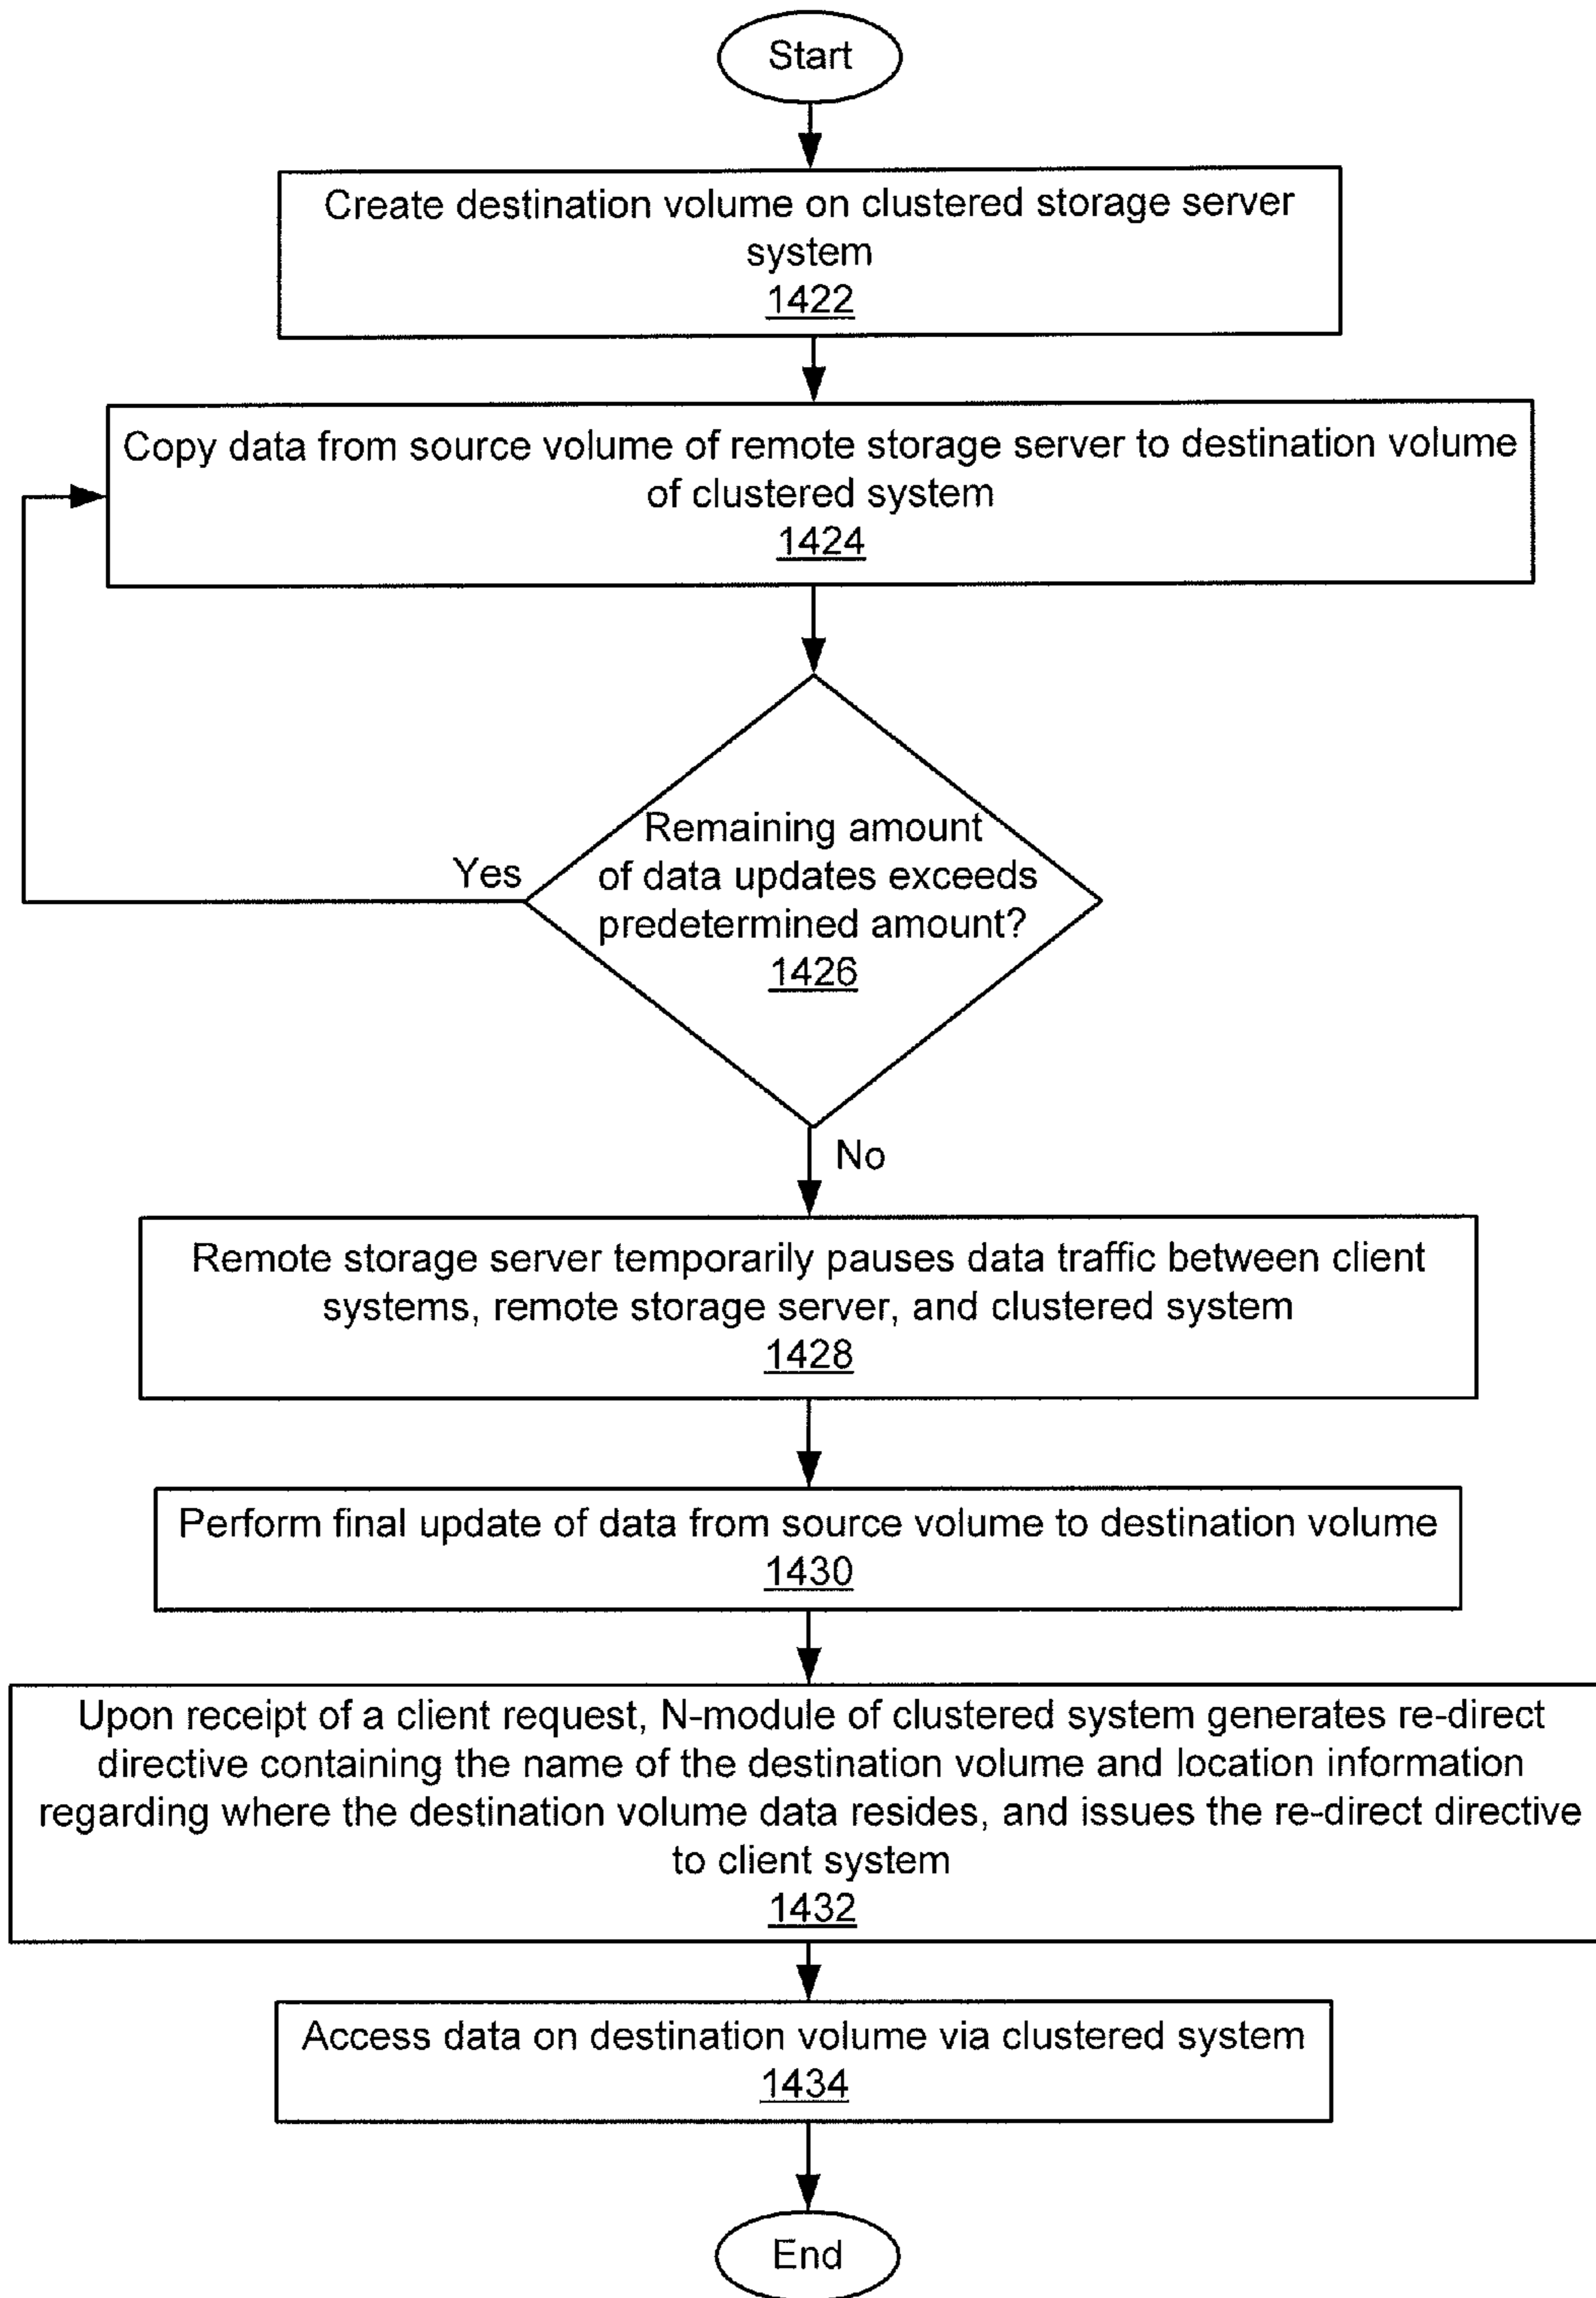 Start
Create destination volume on clustered storage server
system
1422
Copy data from source volume of remote storage server to destination volume
of clustered system
1424
Remaining amount
of data updates exceeds
predetermined amount?
1426
Yes
No
Remote storage server temporarily pauses data traffic between client
systems, remote storage server, and clustered system
1428
Perform final update of data from source volume to destination volume
1430
Upon receipt of a client request, N-module of clustered system generates re-direct
directive containing the name of the destination volume and location information
regarding where the destination volume data resides, and issues the re-direct directive
to client system
1432
Access data on destination volume via clustered system
1434
End